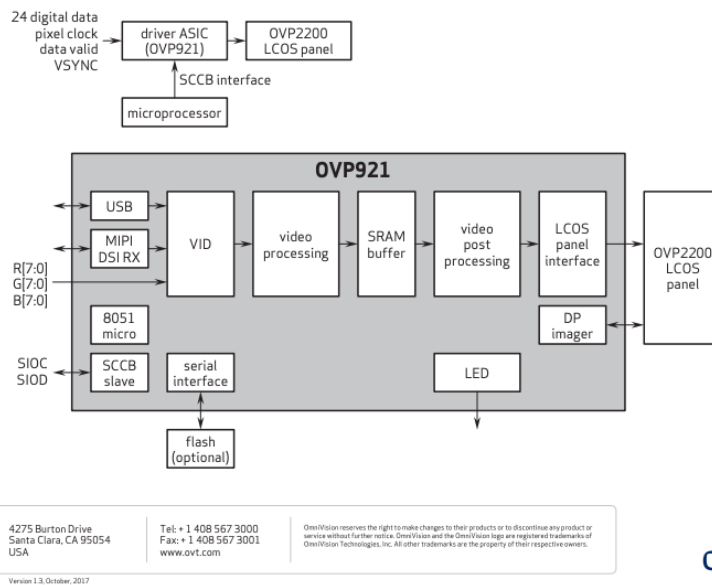 24 digital data
pixel clock
data valid
VSYNC
driver ASIC
(OVP921)
OVP2200
LCOS panel
SCCB interface
microprocessor
OVP921
USB
MIPI
DSI RX
R[7:0]
G[7:0]
B[7:0]
VID
video
processing
SRAM
buffer
video
post
processing
LCOS
panel
interface
OVP2200
LCOS
panel
8051
micro
DP
imager
SIOC
SIOD
SCCB
slave
serial
interface
LED
flash
(optional)
4275 Burton Drive
Santa Clara, CA 95054
USA
Tel: + 1 408 567 3000
Fax: + 1 408 567 3001
www.ovt.com
OmniVision reserves the right to make changes to their products or to discontinue any product or
service without further notice. OmniVision and the OmniVision logo are registered trademarks of
OmniVision Technologies, Inc. All other trademarks are the property of their respective owners.
Version 1.3, October, 2017